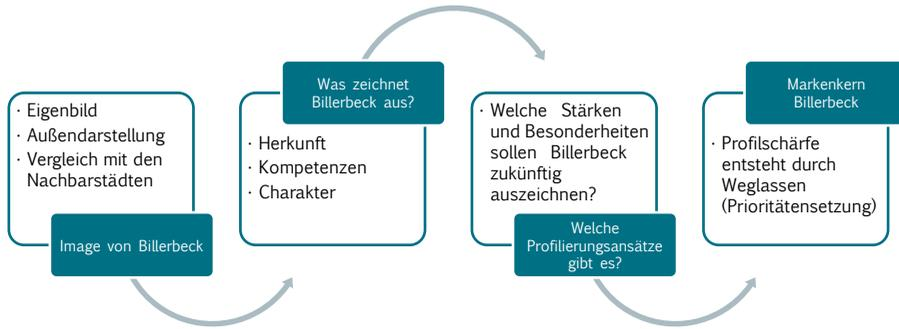 · Eigenbild
· Außendarstellung
· Vergleich mit den
Nachbarstädten
Image von Billerbeck
Was zeichnet
Billerbeck aus?
· Herkunft
· Kompetenzen
· Charakter
· Welche Stärken
und Besonderheiten
sollen Billerbeck
zukünftig
auszeichnen?
Welche
Profilierungsansätze
gibt es?
Markenkern
Billerbeck
· Profilschärfe
entsteht durch
Weglassen
(Prioritätensetzung)